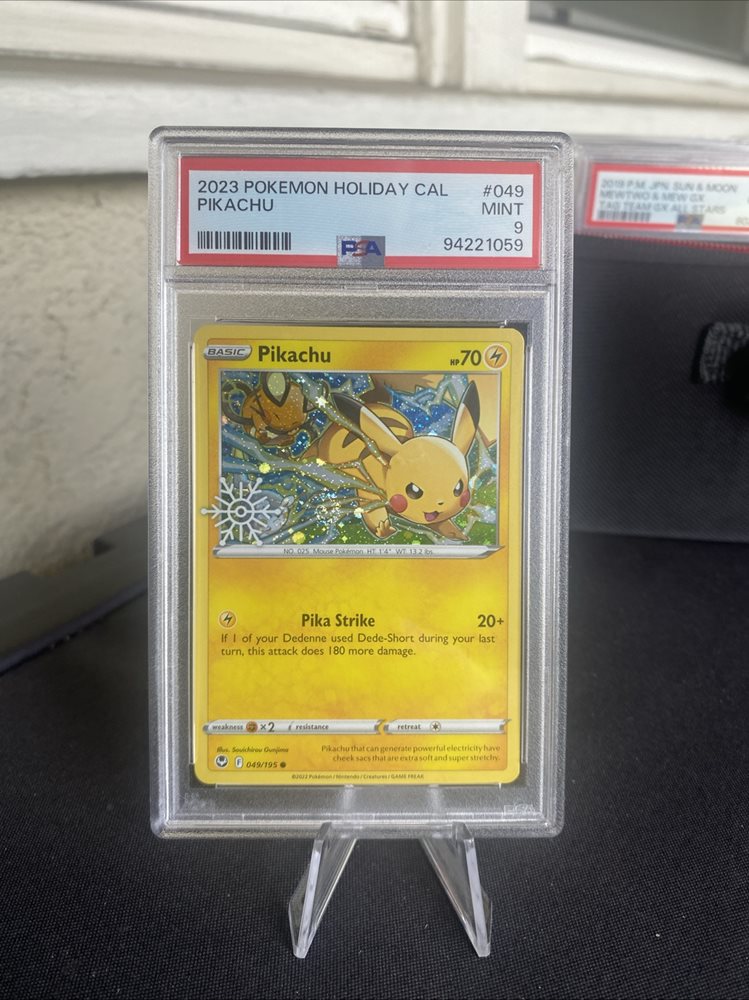 2023 POKEMON HOLIDAY CAL #049
PIKACHU MINT
9
PSA 94221059
2019 P.M. JPN. SUN & MOON
MEWTWO & MEW GX
TAG TEAM GX ALL STARS
BASIC Pikachu HP 70
NO. 025 Mouse Pokémon HT: 1'4" WT: 13.2 lbs.
Pika Strike 20+
If 1 of your Dedenne used Dede-Short during your last
turn, this attack does 180 more damage.
weakness ×2 resistance retreat
Illus. Souichirou Gunjima Pikachu that can generate powerful electricity have
cheek sacs that are extra soft and super stretchy.
F 049/195
©2022 Pokémon / Nintendo / Creatures / GAME FREAK
PSA